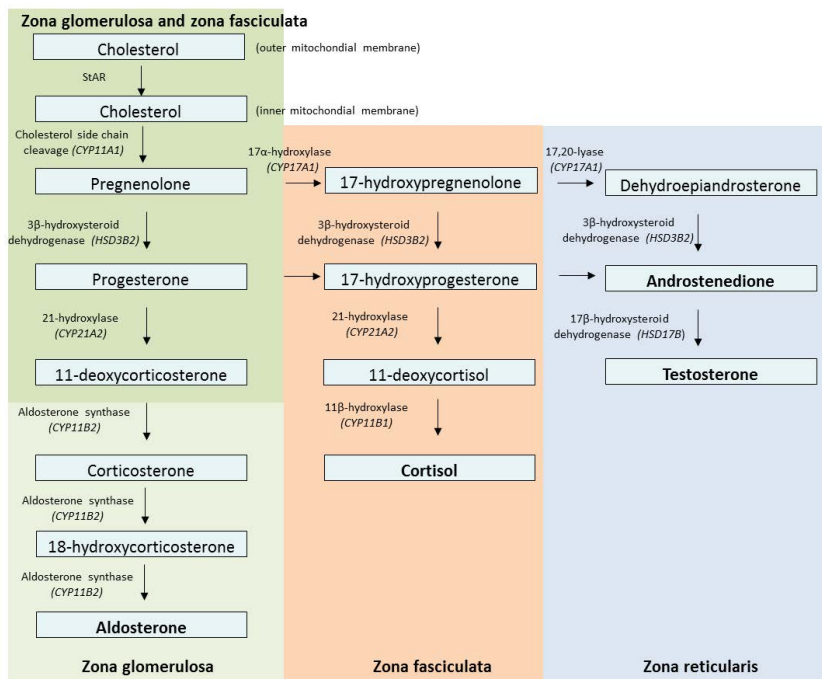 Zona glomerulosa and zona fasciculata
Cholesterol
(outer mitochondial membrane)
StAR
Cholesterol
(inner mitochondial membrane)
Cholesterol side chain
cleavage (CYP11A1)
17α-hydroxylase
(CYP17A1)
17,20-lyase
(CYP17A1)
Pregnenolone
17-hydroxypregnenolone
Dehydroepiandrosterone
3β-hydroxysteroid
dehydrogenase (HSD3B2)
3β-hydroxysteroid
dehydrogenase (HSD3B2)
3β-hydroxysteroid
dehydrogenase (HSD3B2)
Progesterone
17-hydroxyprogesterone
Androstenedione
21-hydroxylase
(CYP21A2)
21-hydroxylase
(CYP21A2)
17β-hydroxysteroid
dehydrogenase (HSD17B)
11-deoxycorticosterone
11-deoxycortisol
Testosterone
Aldosterone synthase
(CYP11B2)
11β-hydroxylase
(CYP11B1)
Corticosterone
Cortisol
Aldosterone synthase
(CYP11B2)
18-hydroxycorticosterone
Aldosterone synthase
(CYP11B2)
Aldosterone
Zona glomerulosa
Zona fasciculata
Zona reticularis